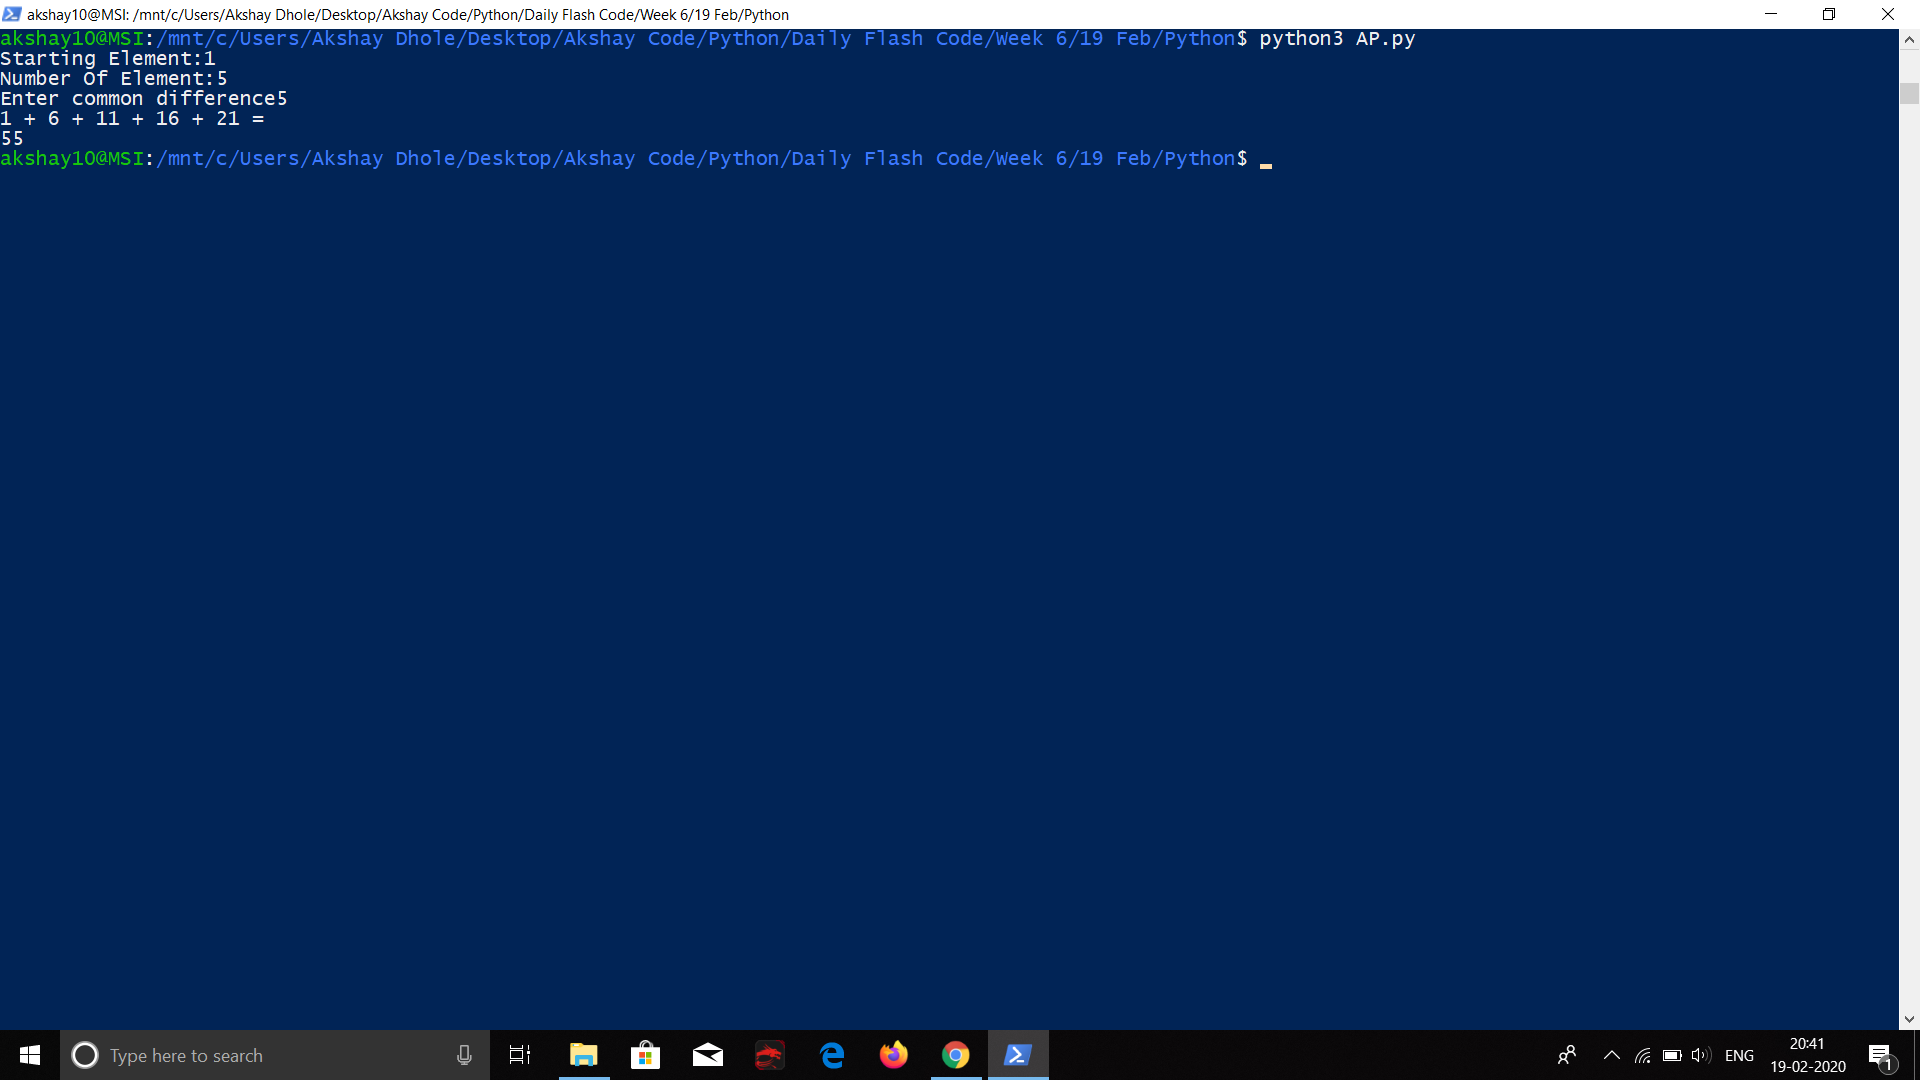 akshay10@MSI: /mnt/c/Users/Akshay Dhole/Desktop/Akshay Code/Python/Daily Flash Code/Week 6/19 Feb/Python
akshay10@MSI:/mnt/c/Users/Akshay Dhole/Desktop/Akshay Code/Python/Daily Flash Code/Week 6/19 Feb/Python$ python3 AP.py
Starting Element:1
Number Of Element:5
Enter common difference5
1 + 6 + 11 + 16 + 21 =
55
akshay10@MSI:/mnt/c/Users/Akshay Dhole/Desktop/Akshay Code/Python/Daily Flash Code/Week 6/19 Feb/Python$
Type here to search
ENG
20:41
19-02-2020
1